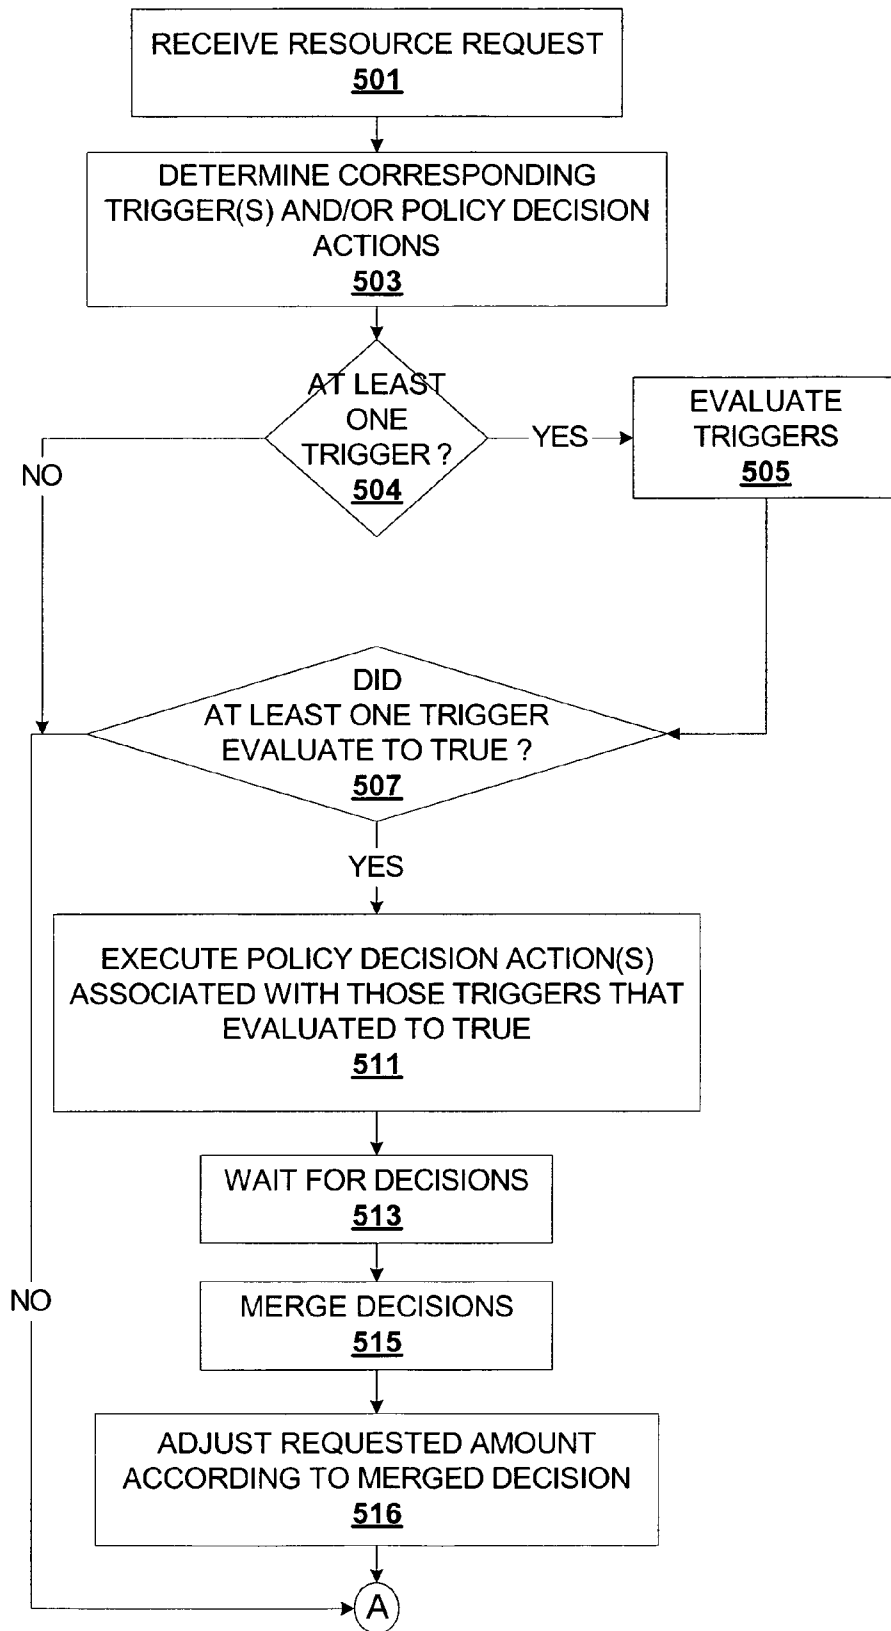 RECEIVE RESOURCE REQUEST
501
DETERMINE CORRESPONDING
TRIGGER(S) AND/OR POLICY DECISION
ACTIONS
503
AT LEAST
ONE
TRIGGER ?
504
YES
EVALUATE
TRIGGERS
505
NO
DID
AT LEAST ONE TRIGGER
EVALUATE TO TRUE ?
507
YES
EXECUTE POLICY DECISION ACTION(S)
ASSOCIATED WITH THOSE TRIGGERS THAT
EVALUATED TO TRUE
511
WAIT FOR DECISIONS
513
NO
MERGE DECISIONS
515
ADJUST REQUESTED AMOUNT
ACCORDING TO MERGED DECISION
516
A